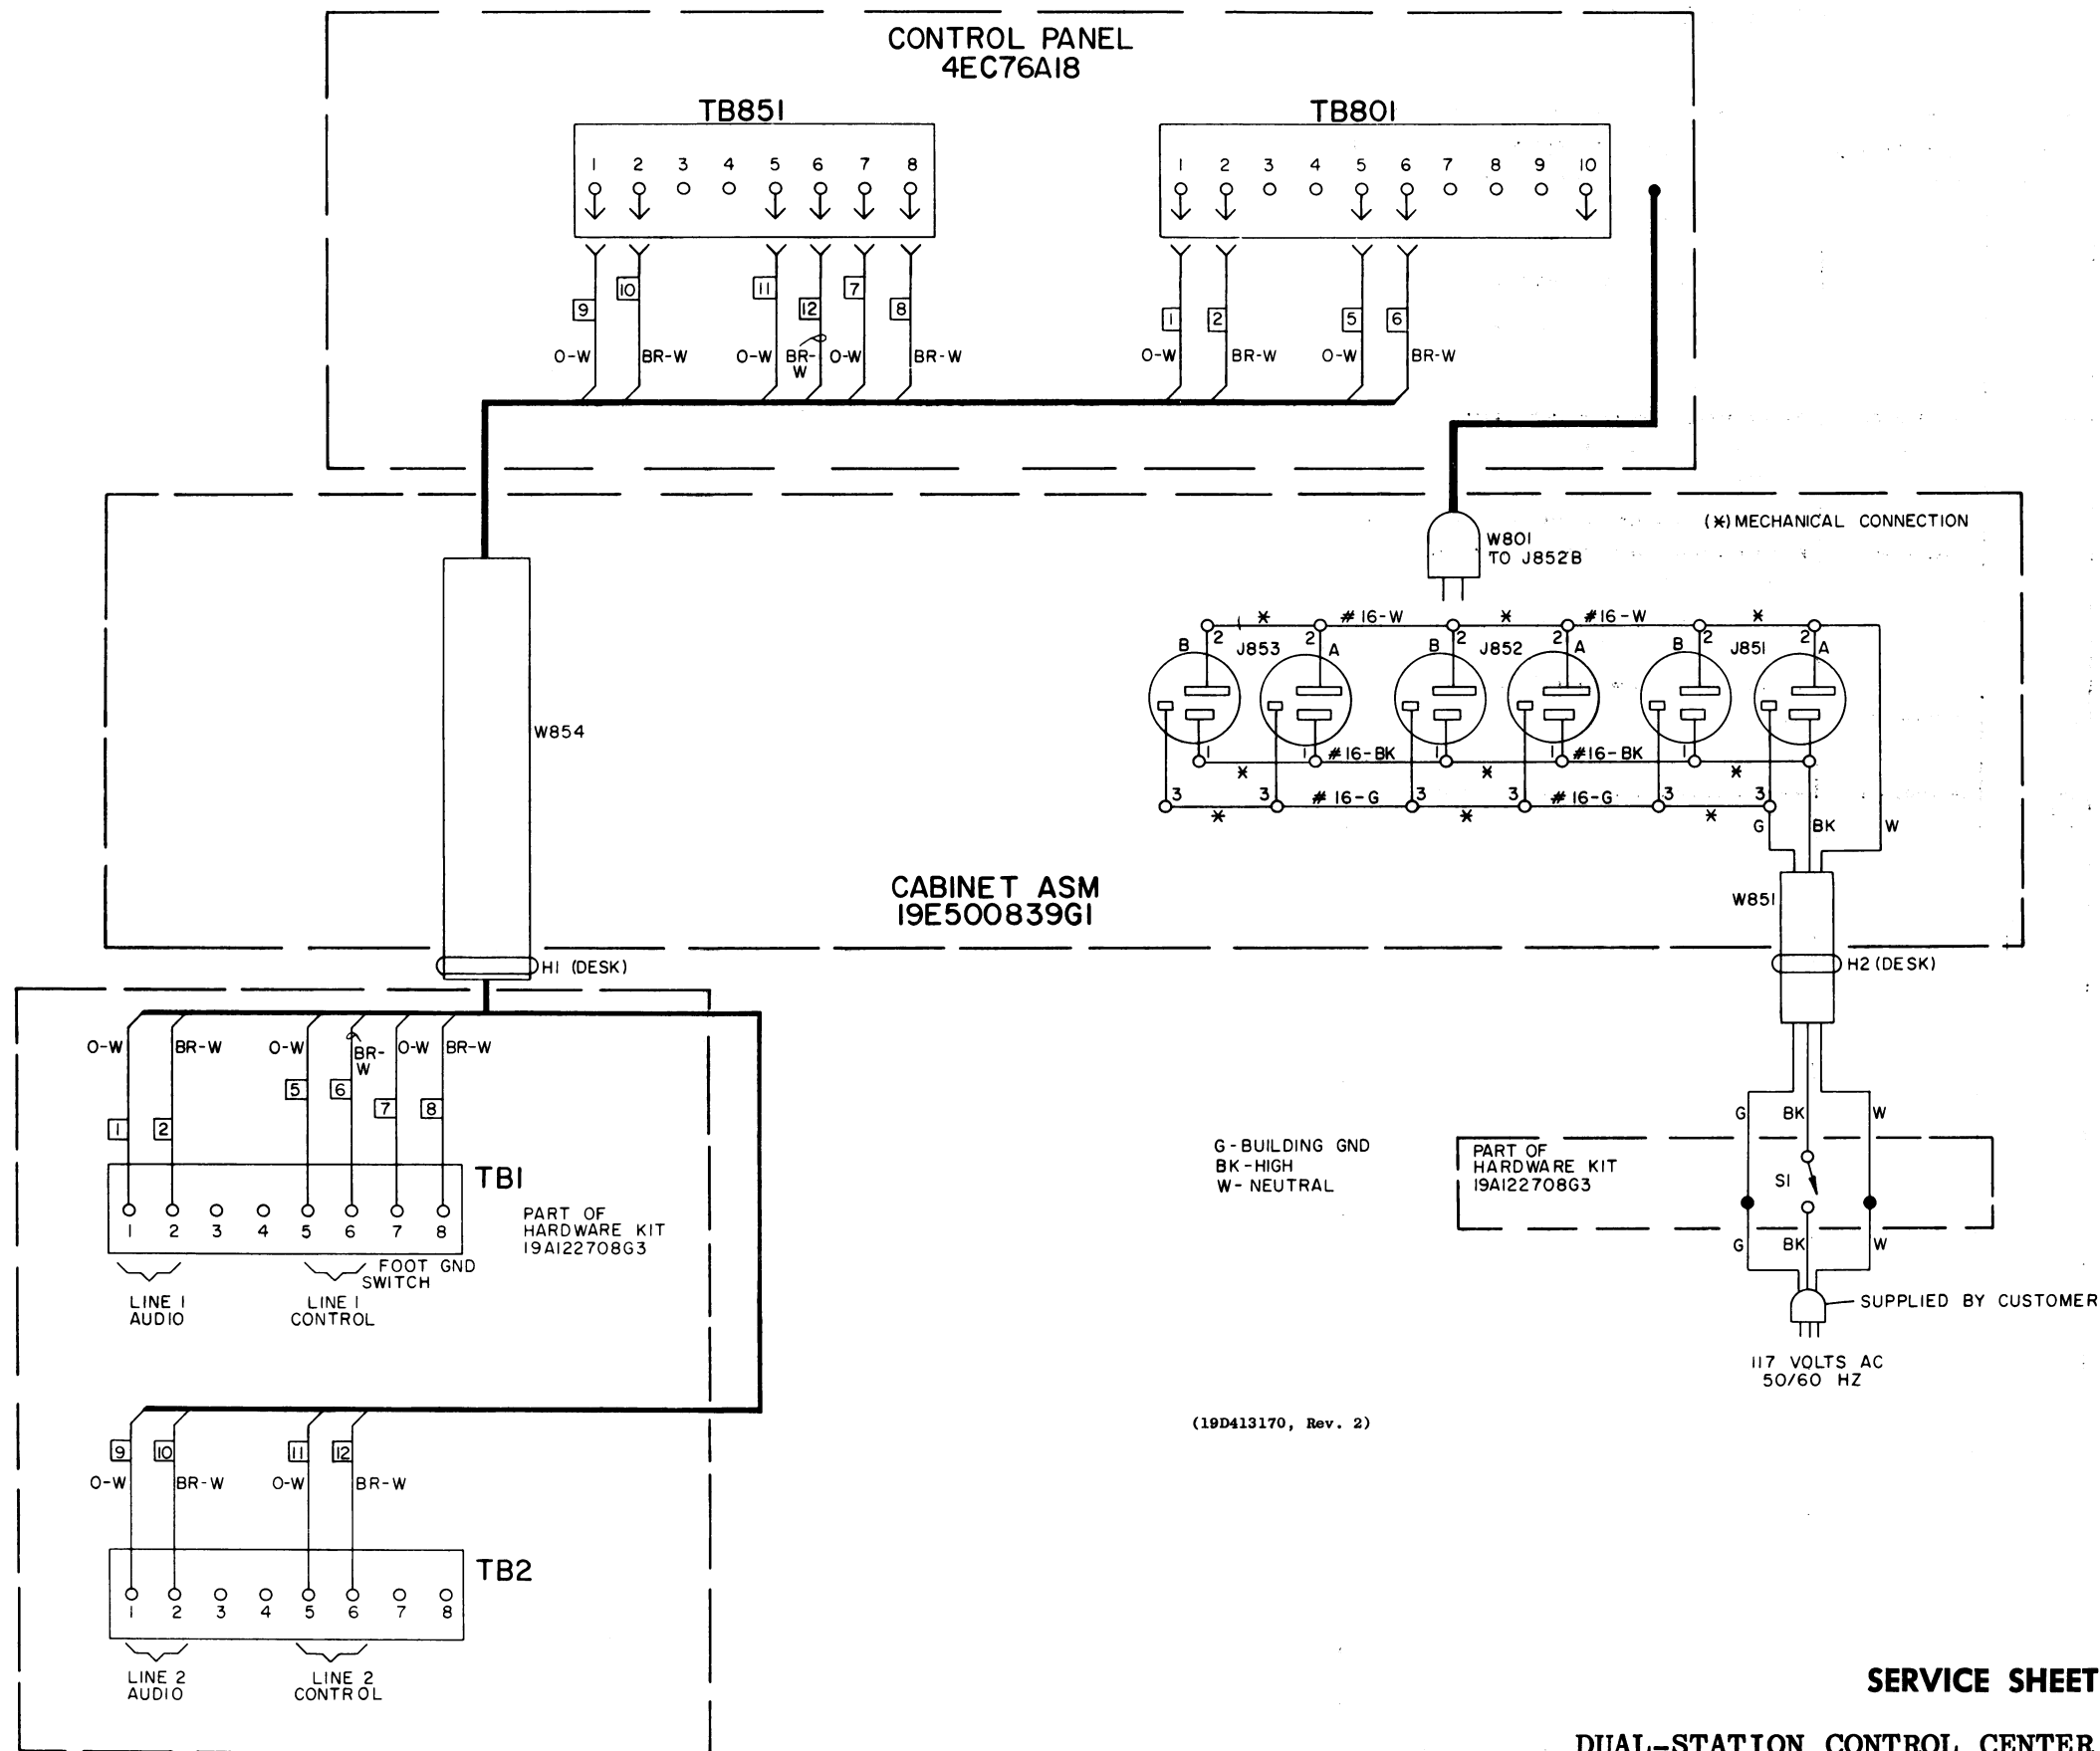 CONTROL PANEL
4EC76A18
TB851
TB801
1 2 3 4 5 6 7 8
1 2 3 4 5 6 7 8 9 10
9 10 11 12 7 8
1 2 5 6
O-W BR-W O-W BR-
W O-W BR-W
O-W BR-W O-W BR-W
(*) MECHANICAL CONNECTION
W801
TO J852B
* #16-W * #16-W *
2 2 2 2 2 2
B J853 A B J852 A B J851 A
W854
1 #16-BK 1 1 #16-BK 1
* * *
3 3 #16-G 3 3 #16-G 3 3
* * *
G BK W
CABINET ASM
19E500839G1
W851
H1 (DESK)
H2 (DESK)
O-W BR-W O-W BR-
W O-W BR-W
5 6
7 8
1 2
G BK W
TB1
1 2 3 4 5 6 7 8
PART OF
HARDWARE KIT
19A122708G3
FOOT GND
SWITCH
LINE 1
AUDIO
LINE 1
CONTROL
G-BUILDING GND
BK-HIGH
W-NEUTRAL
PART OF
HARDWARE KIT
19A122708G3
S1
G BK W
SUPPLIED BY CUSTOMER
117 VOLTS AC
50/60 HZ
(19D413170, Rev. 2)
9 10 11 12
O-W BR-W O-W BR-W
TB2
1 2 3 4 5 6 7 8
LINE 2
AUDIO
LINE 2
CONTROL
SERVICE SHEET
DUAL-STATION CONTROL CENTER